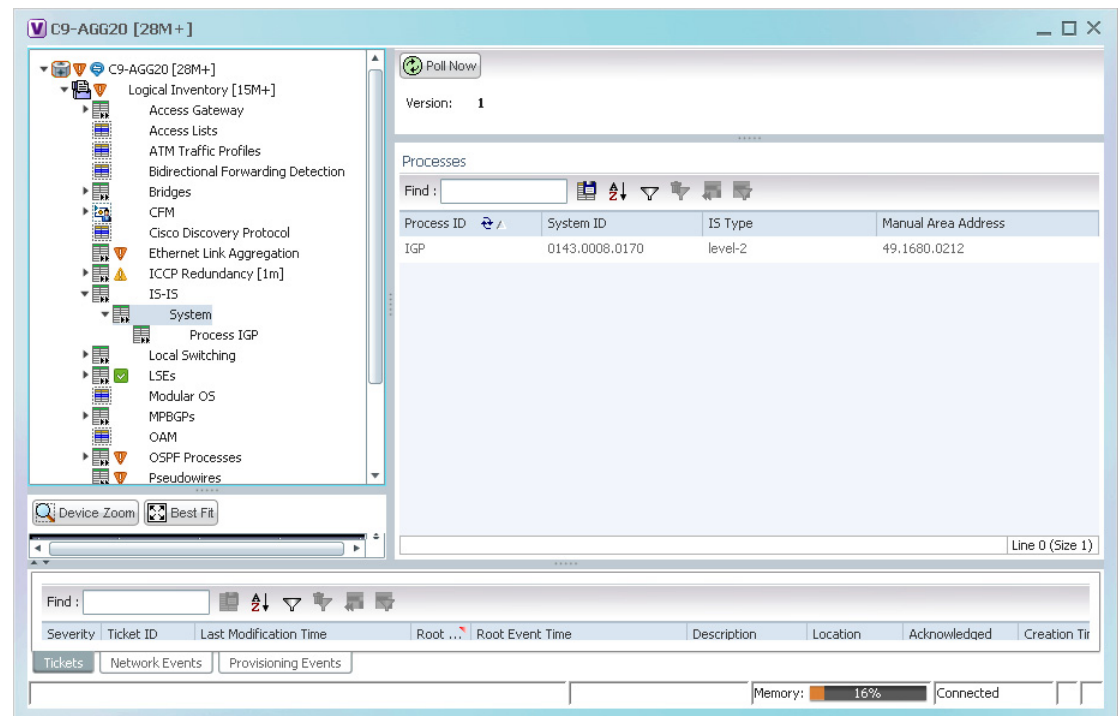 C9-AGG20 [28M+]
C9-AGG20 [28M+]
Logical Inventory [15M+]
Access Gateway
Access Lists
ATM Traffic Profiles
Bidirectional Forwarding Detection
Bridges
CFM
Cisco Discovery Protocol
Ethernet Link Aggregation
ICCP Redundancy [1m]
IS-IS
System
Process IGP
Local Switching
LSEs
Modular OS
MPBGPs
OAM
OSPF Processes
Pseudowires
Device Zoom Best Fit
Poll Now
Version: 1
Processes
Find :
Process ID System ID IS Type Manual Area Address
IGP 0143.0008.0170 level-2 49.1680.0212
Line 0 (Size 1)
Find :
Severity Ticket ID Last Modification Time Root ... Root Event Time Description Location Acknowledged Creation Tir
Tickets Network Events Provisioning Events
Memory: 16% Connected